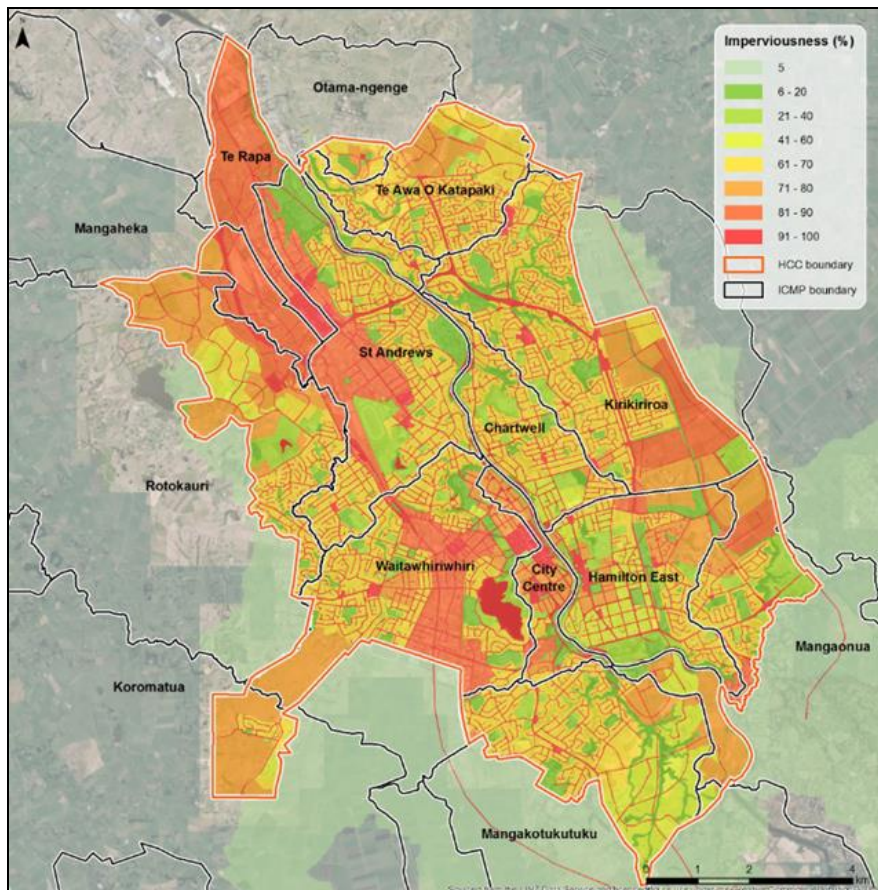 N
Imperviousness (%)
5
6 - 20
21 - 40
41 - 60
61 - 70
71 - 80
81 - 90
91 - 100
HCC boundary
ICMP boundary
Otama-ngenge
Te Rapa
Te Awa O Katapaki
Mangaheka
St Andrews
Kirikiriroa
Chartwell
Rotokauri
Waitawhiriwhiri
City
Centre
Hamilton East
Mangaonua
Koromatua
Mangakotukutuku
0 1 2 4
km